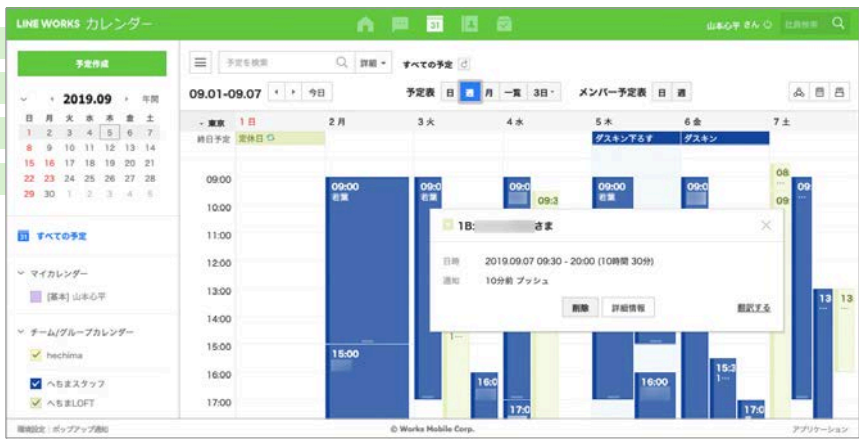 LINE WORKS カレンダー
31
山本心平 さん
社員検索
予定作成
予定を検索
詳細
すべての予定
2019.09
年間
09.01-09.07
今日
予定表 日 週 月 一覧 3日
メンバー予定表 日 週
日 月 火 水 木 金 土
1 2 3 4 5 6 7
8 9 10 11 12 13 14
15 16 17 18 19 20 21
22 23 24 25 26 27 28
29 30 1 2 3 4 5
- 東京 1 日 2 月 3 火 4 水 5 木 6 金 7 土
終日予定 定休日 ダスキン下ろす ダスキン
09:00
10:00
11:00
12:00
13:00
14:00
15:00
16:00
17:00
09:00
若葉
09:0
若葉
09:0
09:3
09:00
若葉
09:0
08
...
09
09:
...
1B: さま
日時 2019.09.07 09:30 - 20:00 (10時間 30分)
通知 10分前 プッシュ
削除 詳細情報 翻訳する
13
...
13
...
1...
15:00
16:0
17:0
16:00
15:3
1...
17:0
31 すべての予定
マイカレンダー
[基本] 山本心平
チーム/グループカレンダー
hechima
へちまスタッフ
へちまLOFT
環境設定 ポップアップ通知
© Works Mobile Corp.
アプリケーション